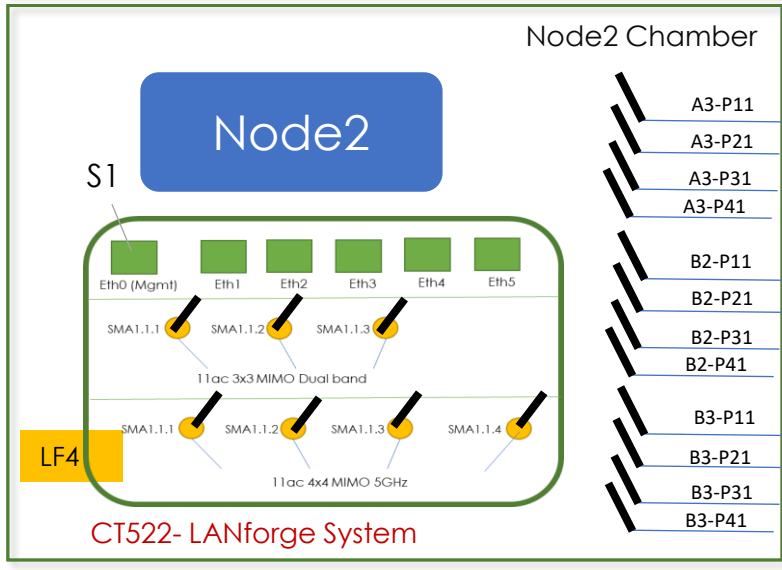 Node2 Chamber
Node2
S1
Eth0 (Mgmt)
Eth1
Eth2
Eth3
Eth4
Eth5
SMA1.1.1
SMA1.1.2
SMA1.1.3
11ac 3x3 MIMO Dual band
SMA1.1.1
SMA1.1.2
SMA1.1.3
SMA1.1.4
11ac 4x4 MIMO 5GHz
LF4
CT522- LANforge System
A3-P11
A3-P21
A3-P31
A3-P41
B2-P11
B2-P21
B2-P31
B2-P41
B3-P11
B3-P21
B3-P31
B3-P41